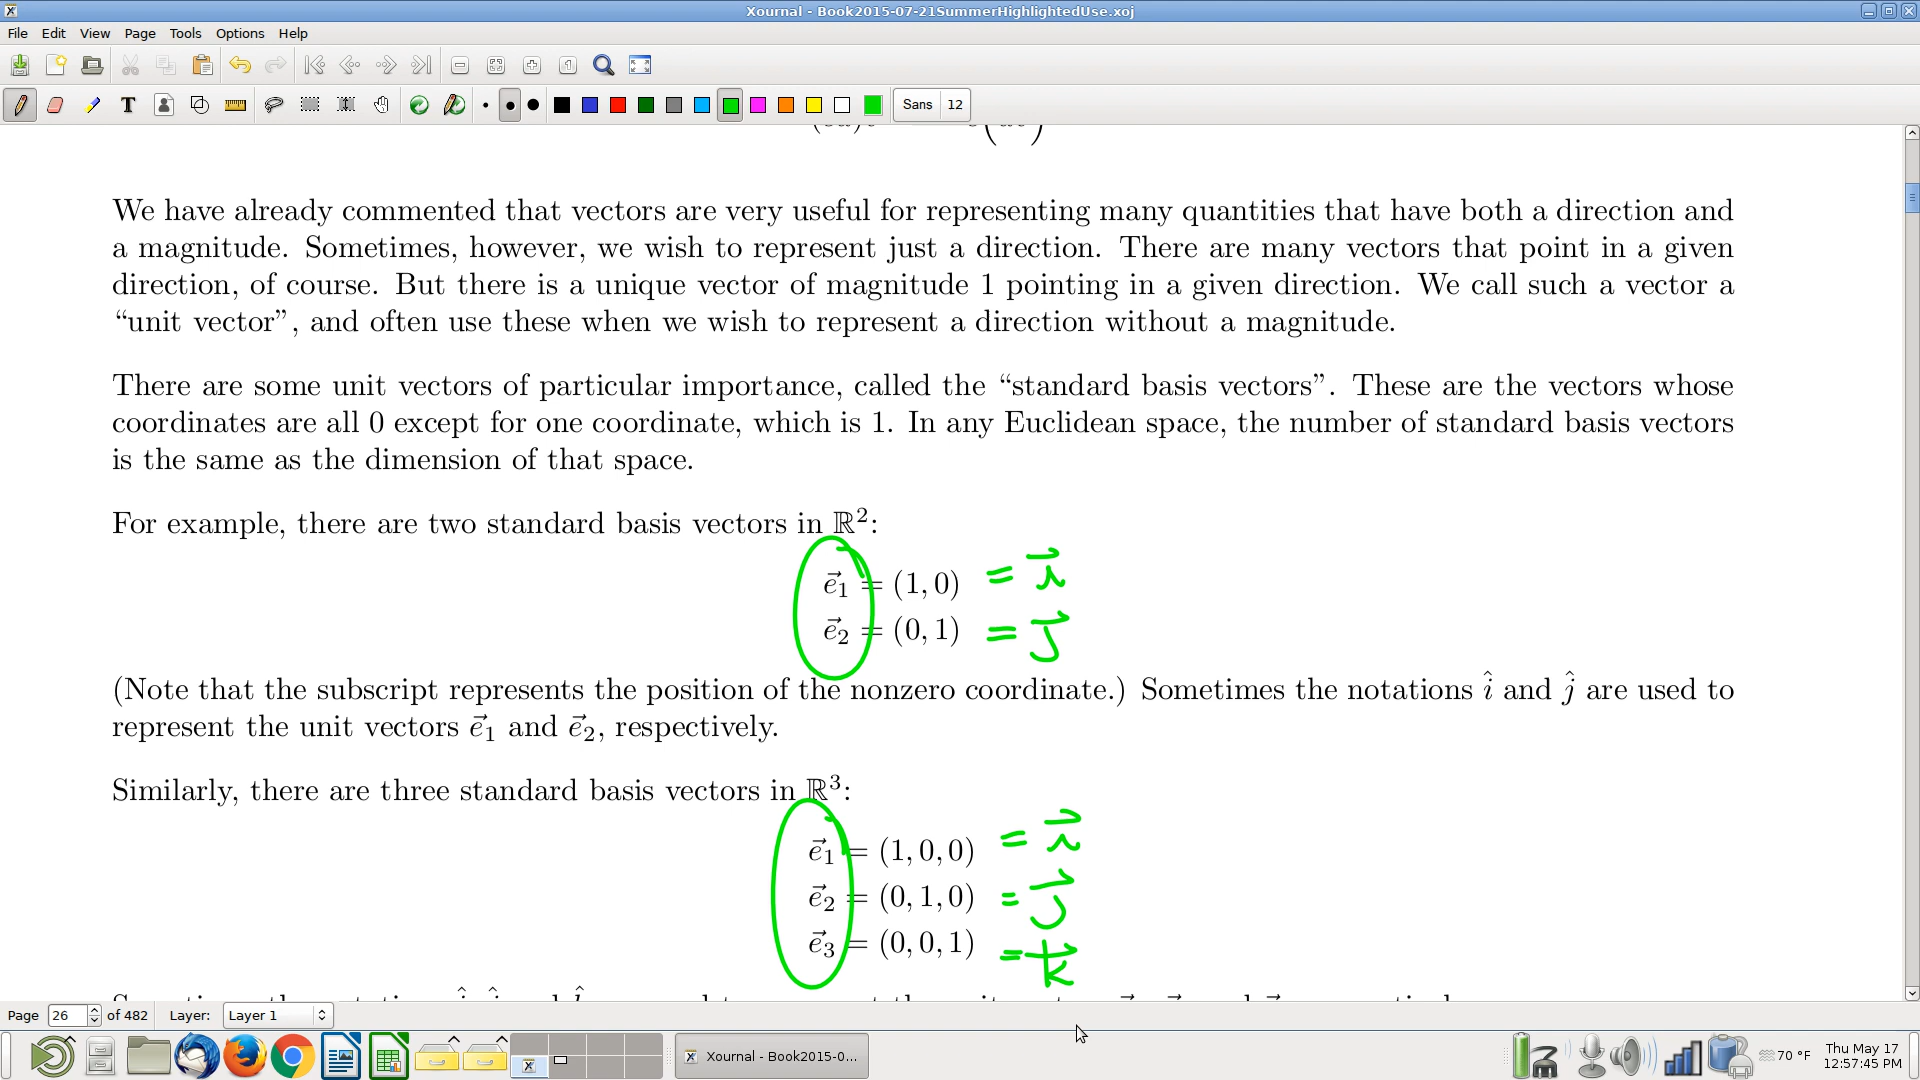 Xournal - Book2015-07-21SummerHighlightedUse.xoj
File Edit View Page Tools Options Help
Sans 12
We have already commented that vectors are very useful for representing many quantities that have both a direction and
a magnitude. Sometimes, however, we wish to represent just a direction. There are many vectors that point in a given
direction, of course. But there is a unique vector of magnitude 1 pointing in a given direction. We call such a vector a
“unit vector”, and often use these when we wish to represent a direction without a magnitude.
There are some unit vectors of particular importance, called the “standard basis vectors”. These are the vectors whose
coordinates are all 0 except for one coordinate, which is 1. In any Euclidean space, the number of standard basis vectors
is the same as the dimension of that space.
For example, there are two standard basis vectors in ℝ²:
e⃗₁ = (1, 0) = i⃗
e⃗₂ = (0, 1) = j⃗
(Note that the subscript represents the position of the nonzero coordinate.) Sometimes the notations î and ĵ are used to
represent the unit vectors e⃗₁ and e⃗₂, respectively.
Similarly, there are three standard basis vectors in ℝ³:
e⃗₁ = (1, 0, 0) = i⃗
e⃗₂ = (0, 1, 0) = j⃗
e⃗₃ = (0, 0, 1) = k⃗
Page 26 of 482 Layer: Layer 1
Xournal - Book2015-0...
70 °F
Thu May 17
12:57:45 PM